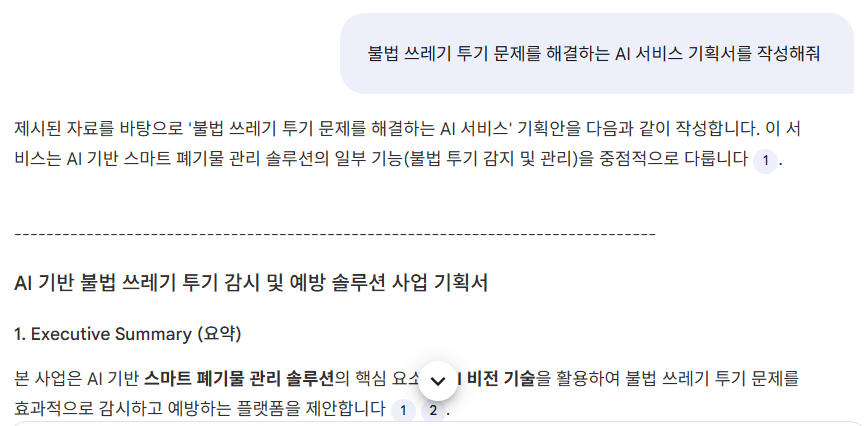 불법 쓰레기 투기 문제를 해결하는 AI 서비스 기획서를 작성해줘
제시된 자료를 바탕으로 '불법 쓰레기 투기 문제를 해결하는 AI 서비스' 기획안을 다음과 같이 작성합니다. 이 서
비스는 AI 기반 스마트 폐기물 관리 솔루션의 일부 기능(불법 투기 감지 및 관리)을 중점적으로 다룹니다 1.
--------------------------------------------------------------------------------
AI 기반 불법 쓰레기 투기 감시 및 예방 솔루션 사업 기획서
1. Executive Summary (요약)
본 사업은 AI 기반 스마트 폐기물 관리 솔루션의 핵심 요소 비전 기술을 활용하여 불법 쓰레기 투기 문제를
효과적으로 감시하고 예방하는 플랫폼을 제안합니다 1 2.